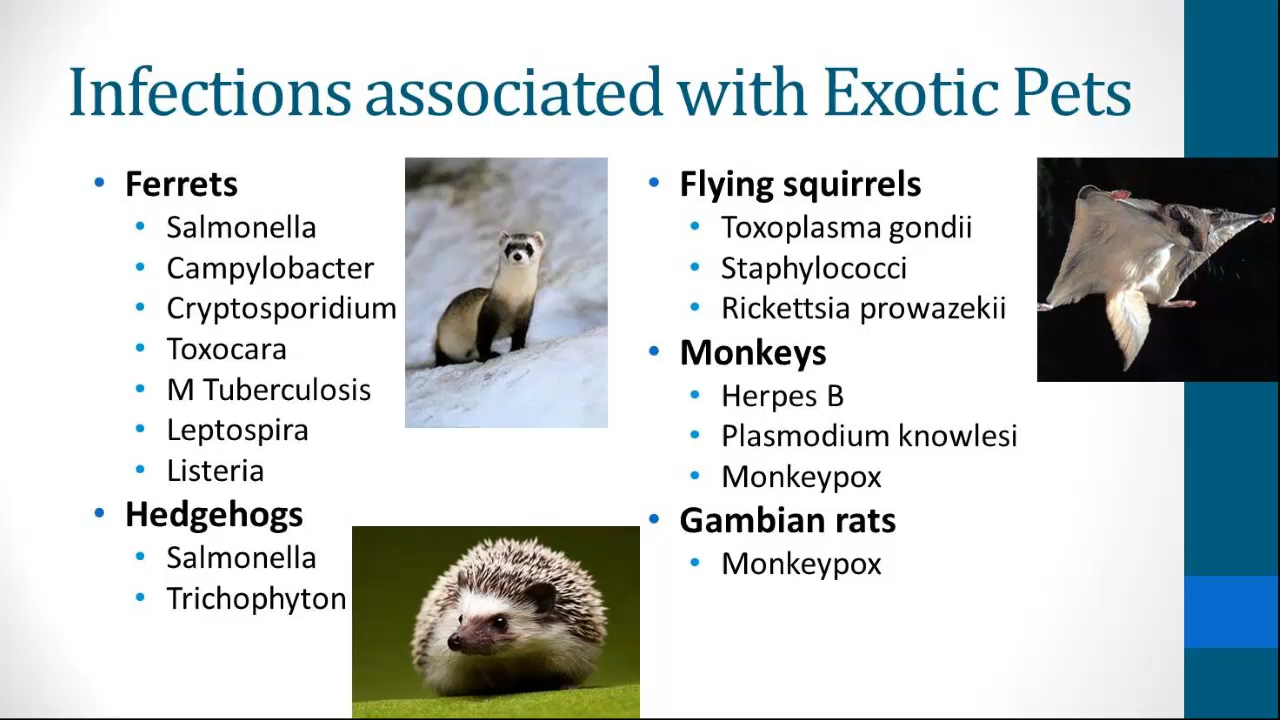 Infections associated with Exotic Pets
Ferrets
Salmonella
Campylobacter
Cryptosporidium
Toxocara
M Tuberculosis
Leptospira
Listeria
Hedgehogs
Salmonella
Trichophyton
Flying squirrels
Toxoplasma gondii
Staphylococci
Rickettsia prowazekii
Monkeys
Herpes B
Plasmodium knowlesi
Monkeypox
Gambian rats
Monkeypox